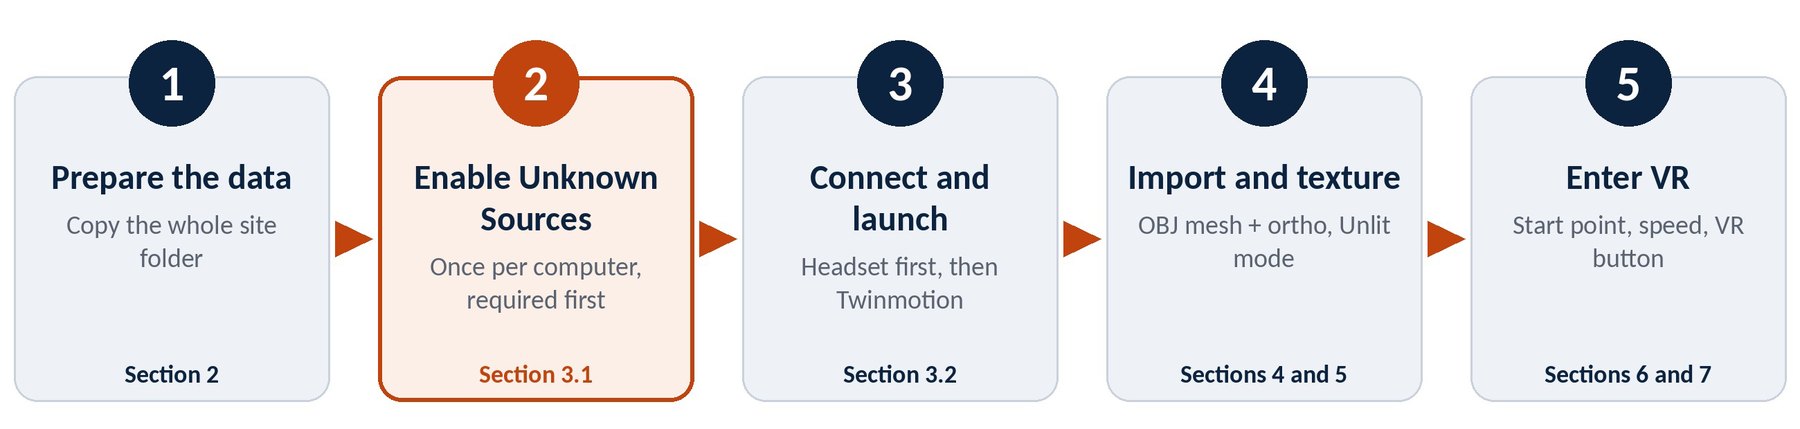 1
Prepare the data
Copy the whole site
folder
Section 2
2
Enable Unknown
Sources
Once per computer,
required first
Section 3.1
3
Connect and
launch
Headset first, then
Twinmotion
Section 3.2
4
Import and texture
OBJ mesh + ortho, Unlit
mode
Sections 4 and 5
5
Enter VR
Start point, speed, VR
button
Sections 6 and 7